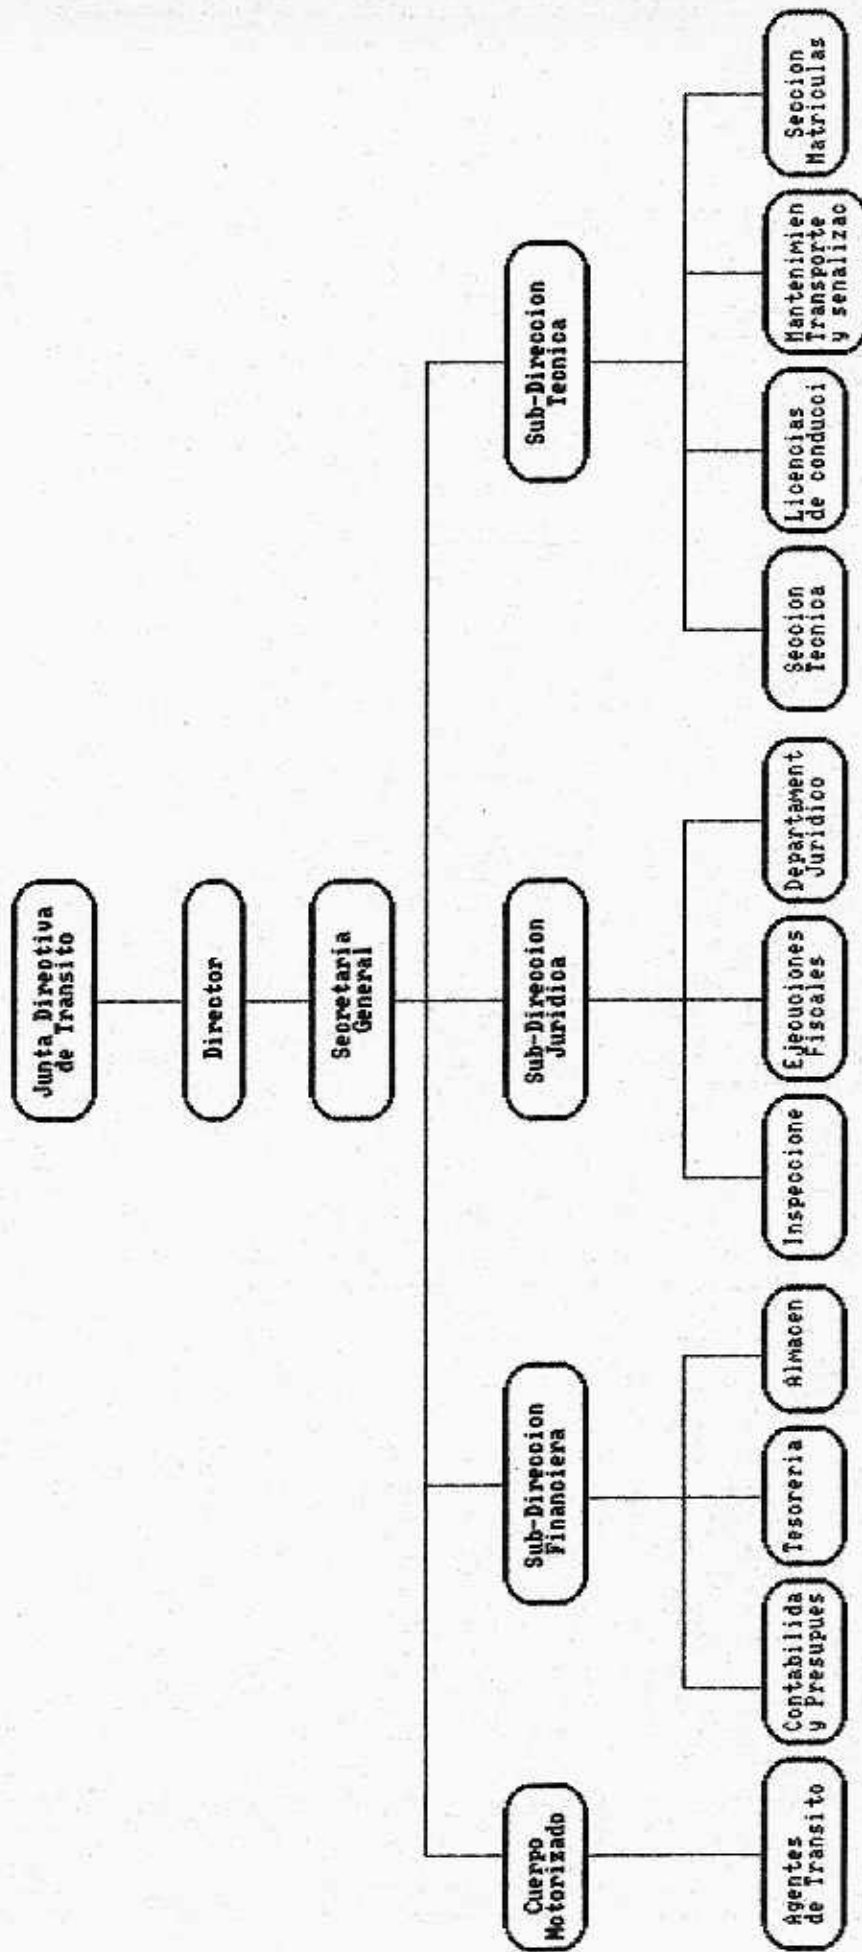 Junta Directiva
de Transito
Director
Secretaria
General
Cuerpo
Motorizado
Sub-Direccion
Financiera
Sub-Direccion
Juridica
Sub-Direccion
Tecnica
Agentes
de Transito
Contabilida
y Presupues
Tesoreria
Almacen
Inspeccione
Ejecuciones
Fiscales
Departament
Juridico
Seccion
Tecnica
Licencias
de conducci
Mantenimien
Transporte
y senalizac
Seccion
Matriculas